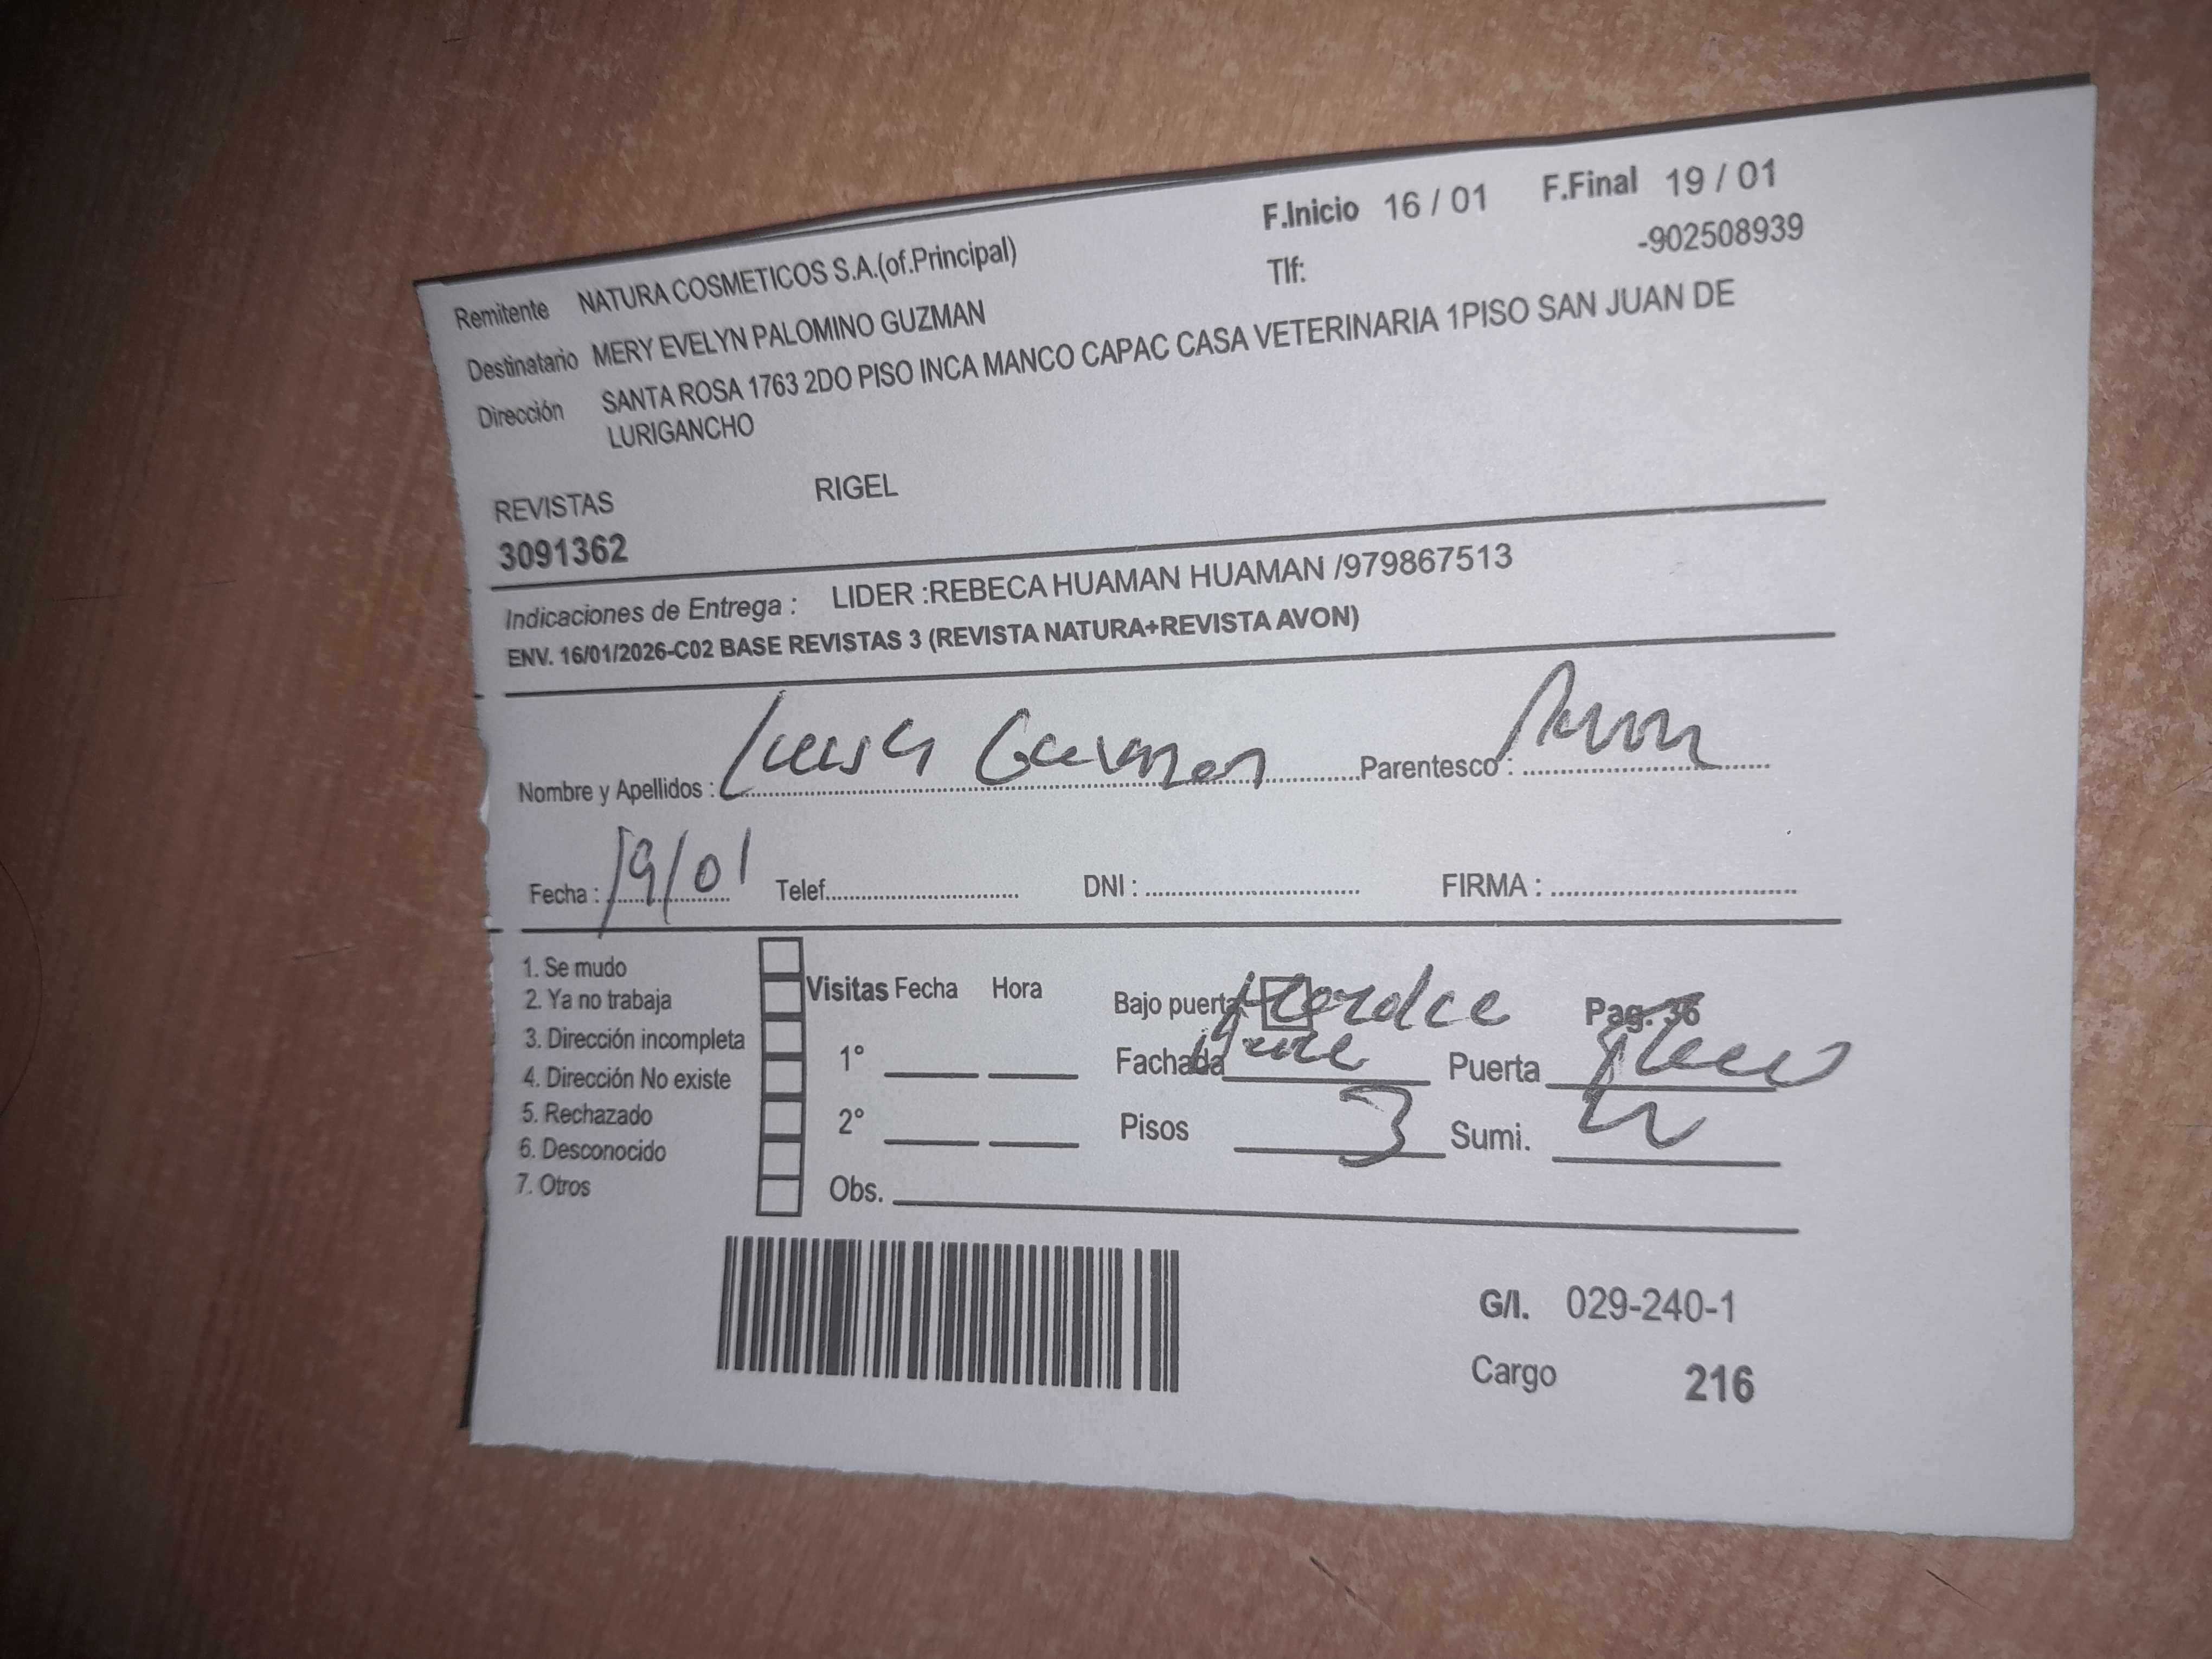 F.Inicio 16 / 01 F.Final 19 / 01
Remitente NATURA COSMETICOS S.A.(of.Principal) Tlf: -902508939
Destinatario MERY EVELYN PALOMINO GUZMAN
Dirección SANTA ROSA 1763 2DO PISO INCA MANCO CAPAC CASA VETERINARIA 1PISO SAN JUAN DE
LURIGANCHO
REVISTAS RIGEL
3091362
Indicaciones de Entrega : LIDER :REBECA HUAMAN HUAMAN /979867513
ENV. 16/01/2026-C02 BASE REVISTAS 3 (REVISTA NATURA+REVISTA AVON)
Nombre y Apellidos : Luisa Guzman Parentesco :
Fecha : 19/01 Telef. DNI : FIRMA :
1. Se mudo
2. Ya no trabaja
3. Dirección incompleta
4. Dirección No existe
5. Rechazado
6. Desconocido
7. Otros
Visitas Fecha Hora Bajo puerta Pag. 36
1° Fachada Puerta
2° Pisos 3 Sumi.
Obs.
G/I. 029-240-1
Cargo 216